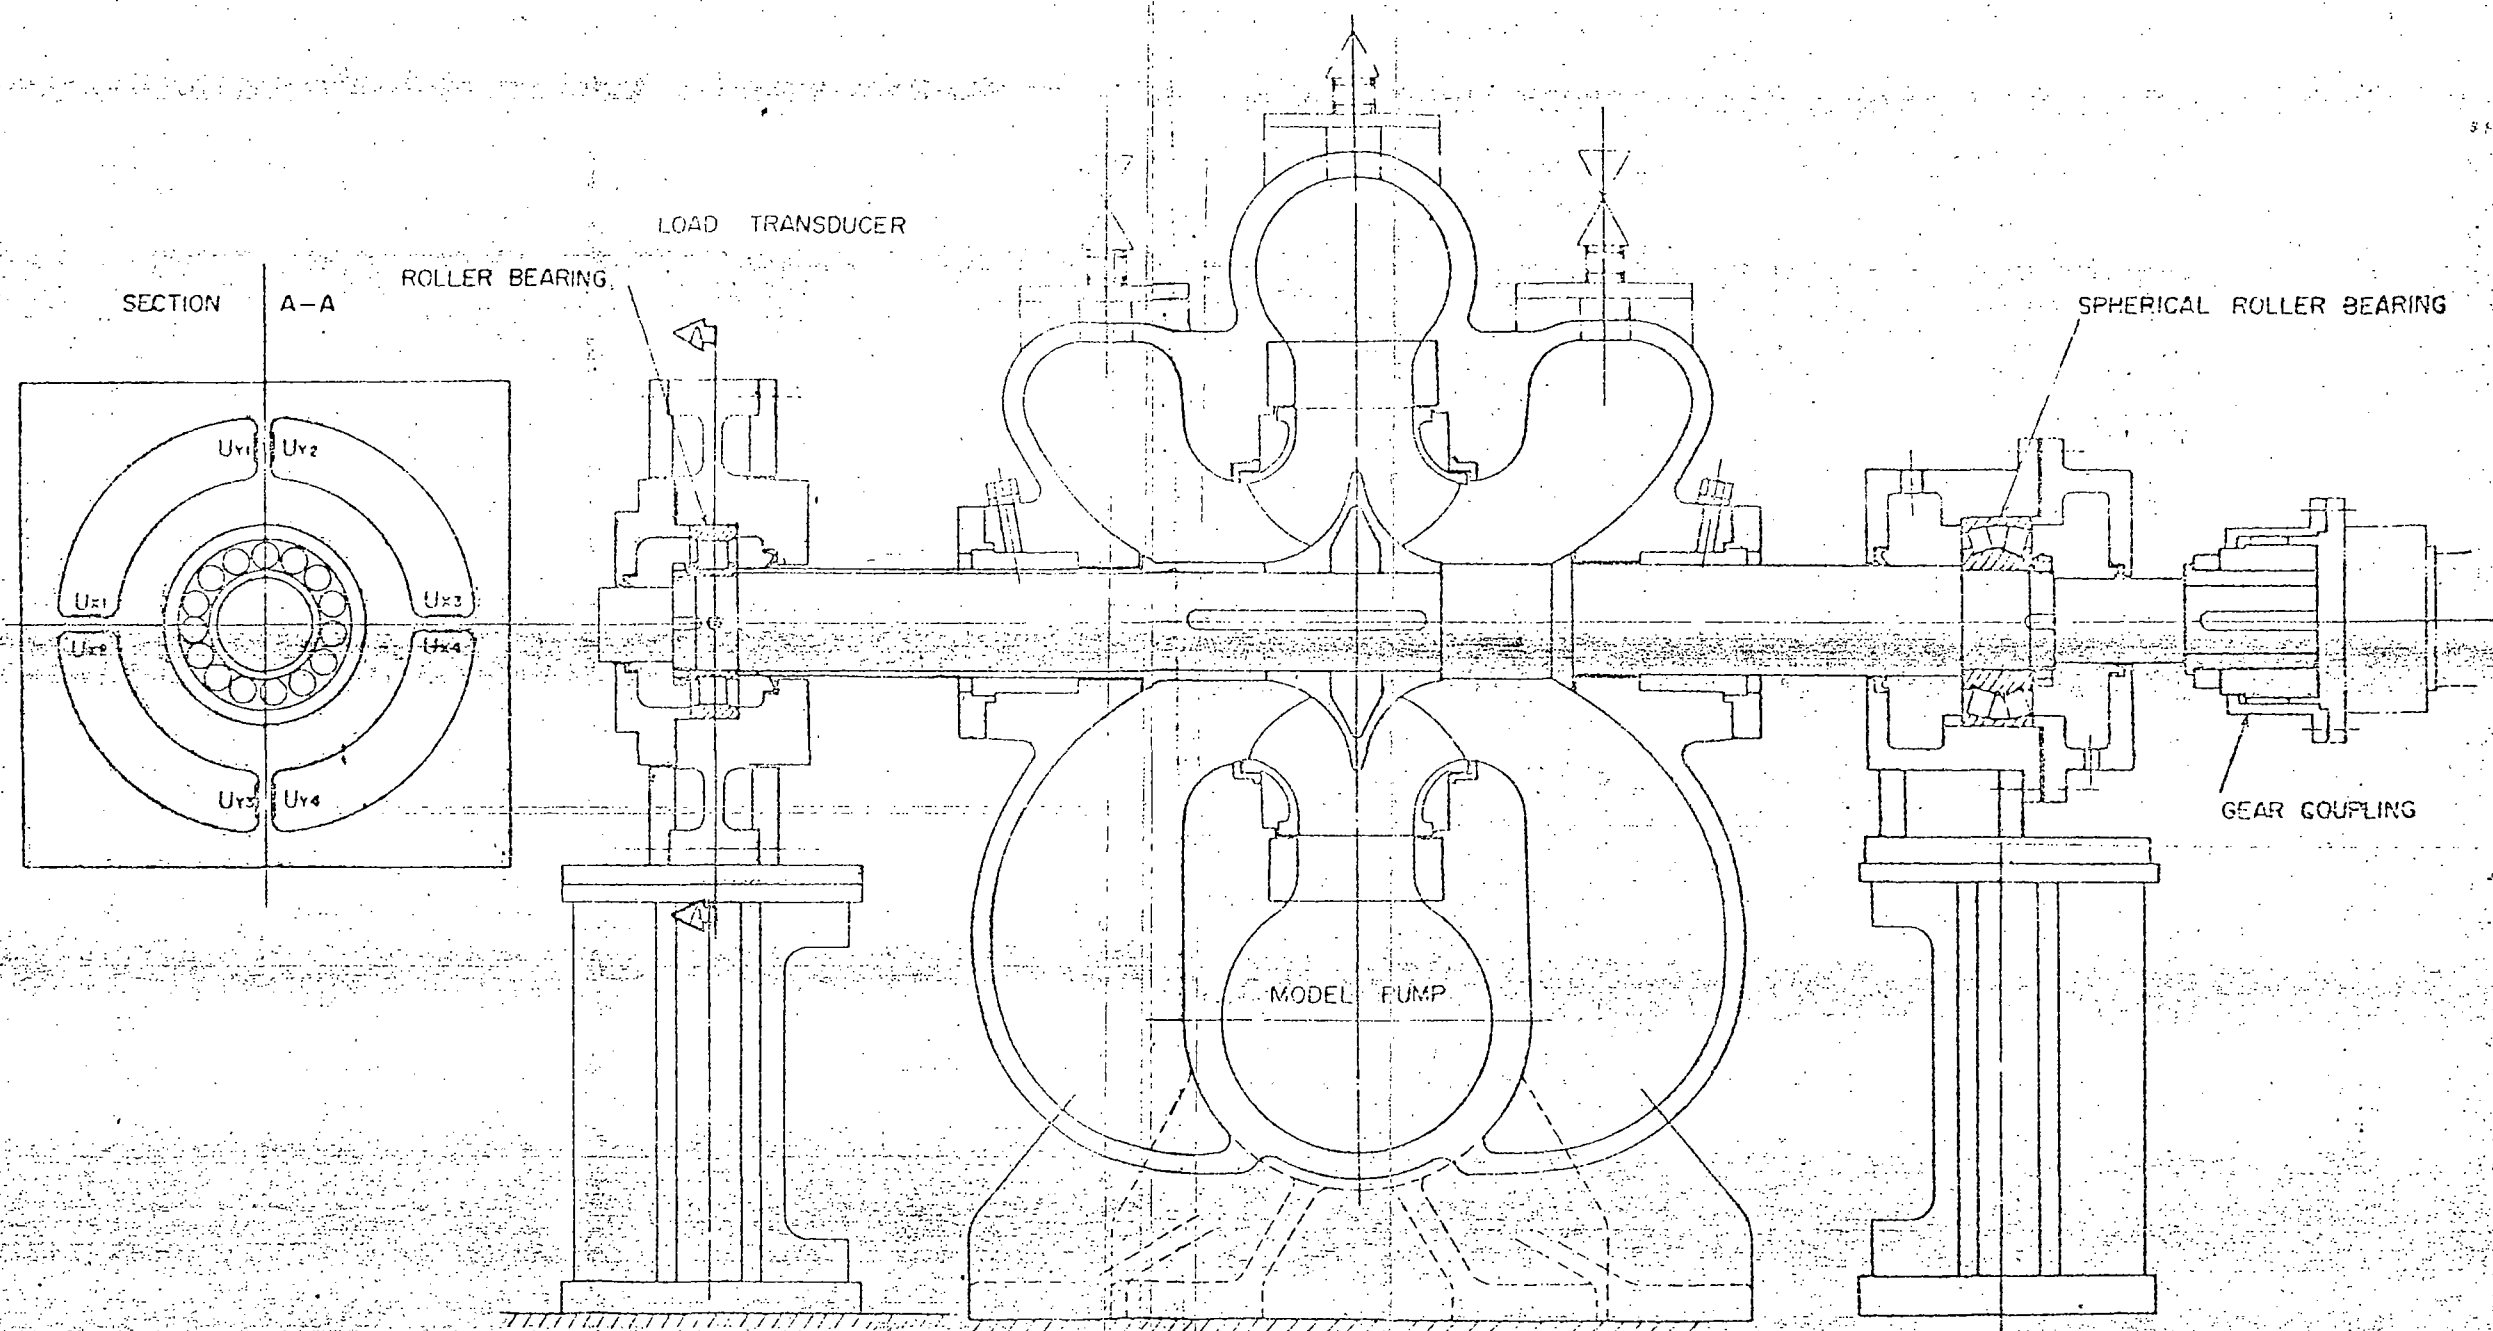 LOAD TRANSDUCER
ROLLER BEARING
SECTION A-A
SPHERICAL ROLLER BEARING
A
UY1 UY2
UX1 UX3
UX2 UX4
UY3 UY4
GEAR COUPLING
A
MODEL PUMP